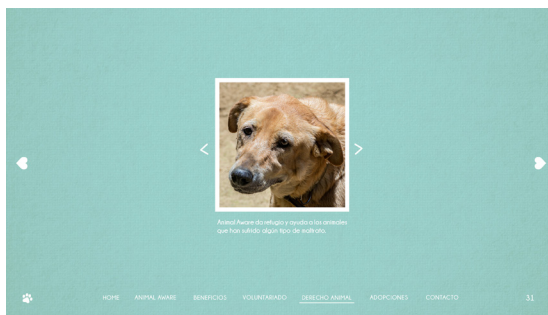 Animal Aware da refugio y ayuda a los animales
que han sufrido algún tipo de maltrato.
HOME ANIMAL AWARE BENEFICIOS VOLUNTARIADO DERECHO ANIMAL ADOPCIONES CONTACTO 31